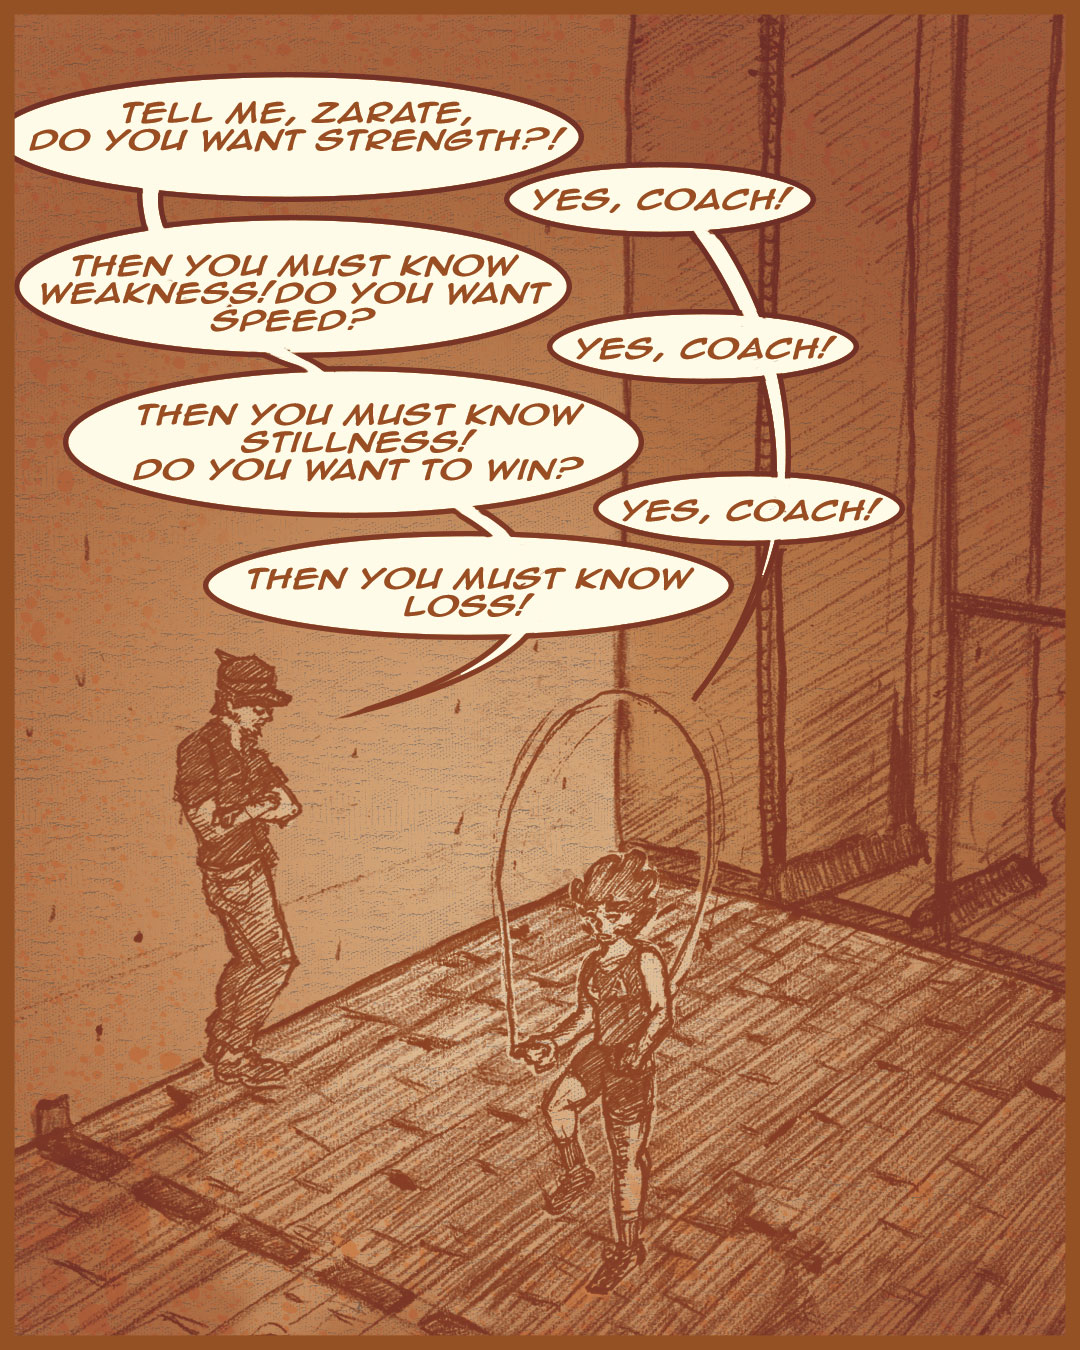 TELL ME, ZARATE,
DO YOU WANT STRENGTH?!
YES, COACH!
THEN YOU MUST KNOW
WEAKNESS! DO YOU WANT
SPEED?
YES, COACH!
THEN YOU MUST KNOW
STILLNESS!
DO YOU WANT TO WIN?
YES, COACH!
THEN YOU MUST KNOW
LOSS!